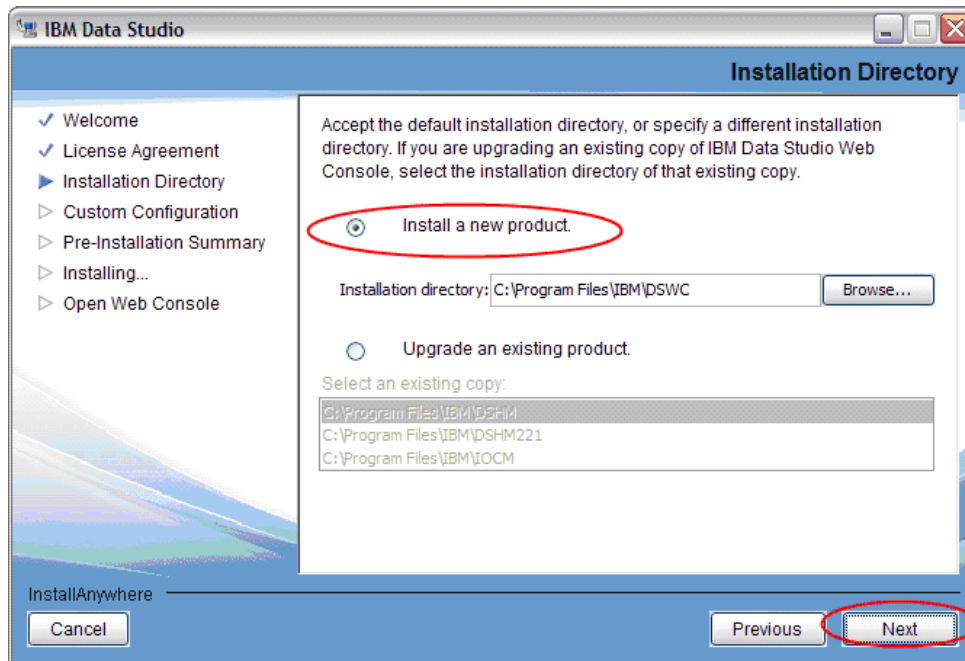 IBM Data Studio
Installation Directory
Welcome
License Agreement
Installation Directory
Custom Configuration
Pre-Installation Summary
Installing...
Open Web Console
Accept the default installation directory, or specify a different installation
directory. If you are upgrading an existing copy of IBM Data Studio Web
Console, select the installation directory of that existing copy.
Install a new product.
Installation directory: C:\Program Files\IBM\DSWC Browse...
Upgrade an existing product.
Select an existing copy:
C:\Program Files\IBM\DSHM
C:\Program Files\IBM\DSHM221
C:\Program Files\IBM\IOCM
InstallAnywhere
Cancel Previous Next